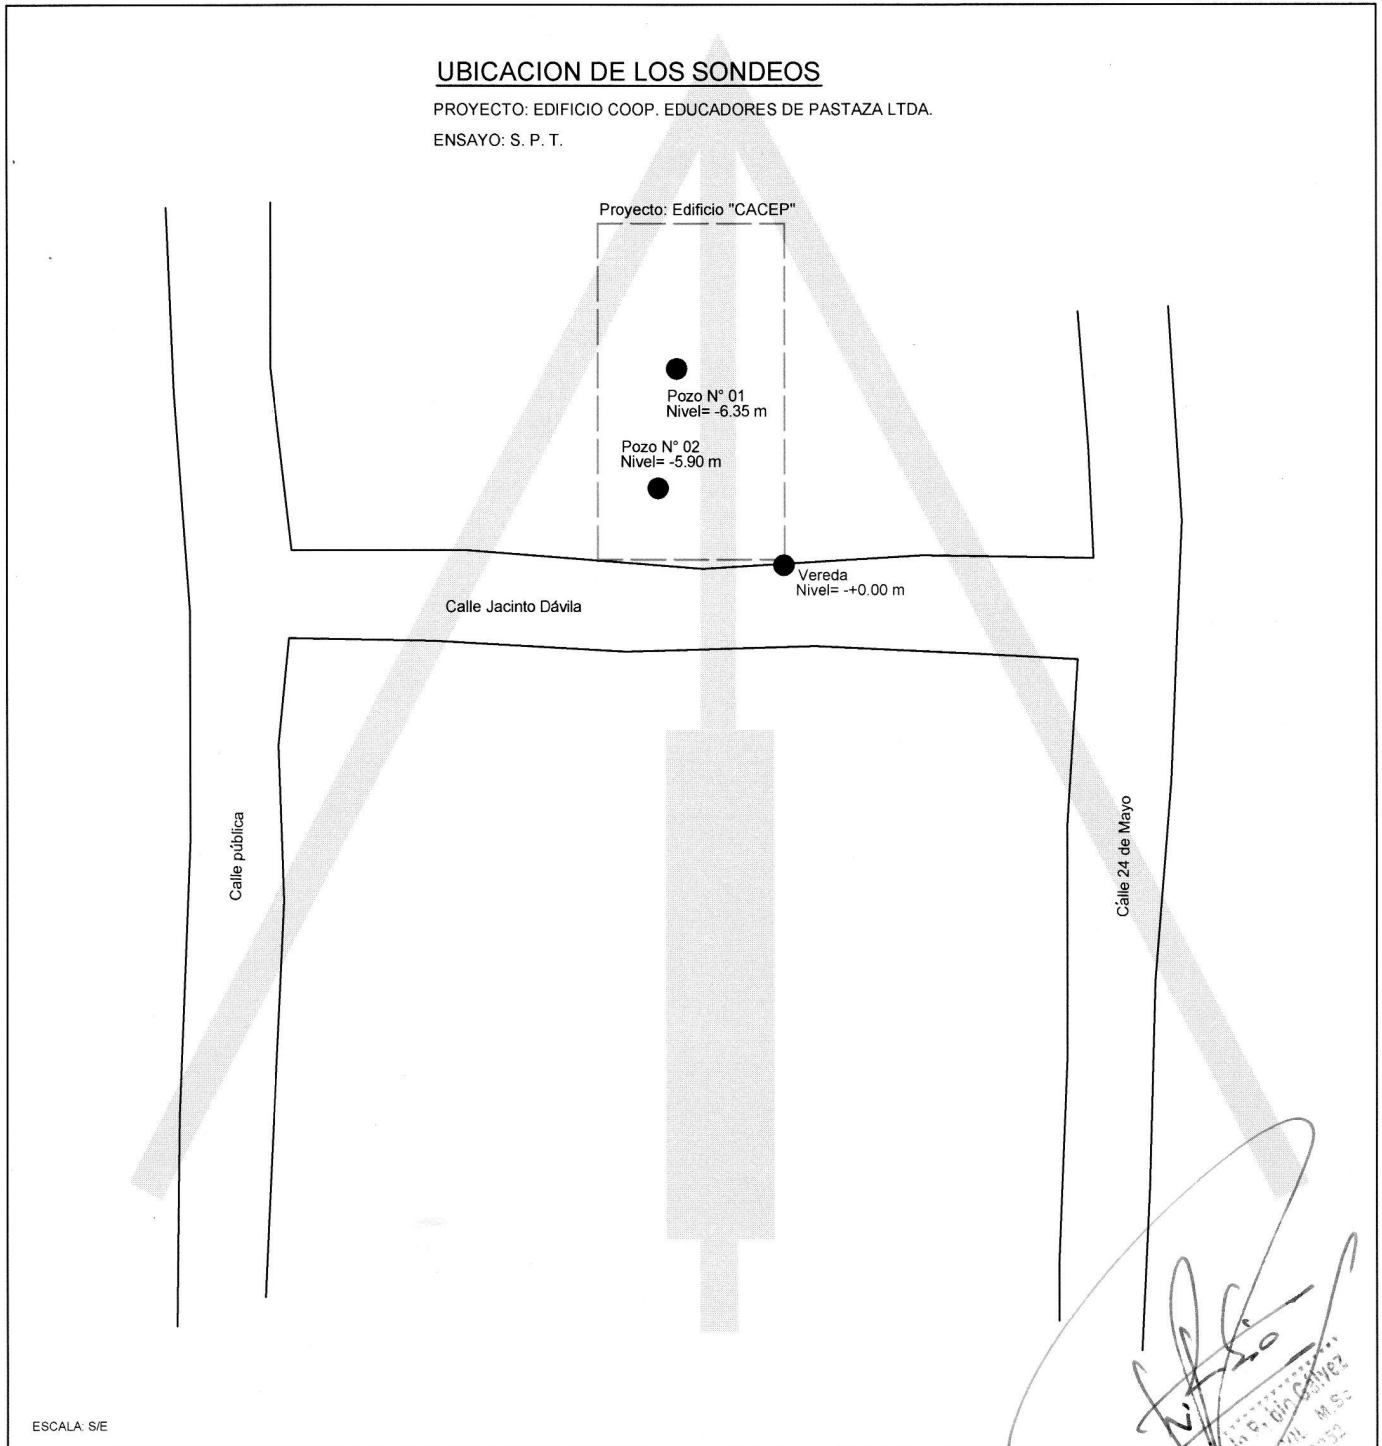 UBICACION DE LOS SONDEOS
PROYECTO: EDIFICIO COOP. EDUCADORES DE PASTAZA LTDA.
ENSAYO: S. P. T.
Proyecto: Edificio "CACEP"
Pozo N° 01
Nivel= -6.35 m
Pozo N° 02
Nivel= -5.90 m
Vereda
Nivel= -+0.00 m
Calle Jacinto Dávila
Calle pública
Calle 24 de Mayo
Gálvez
M.Sc
ESCALA: S/E